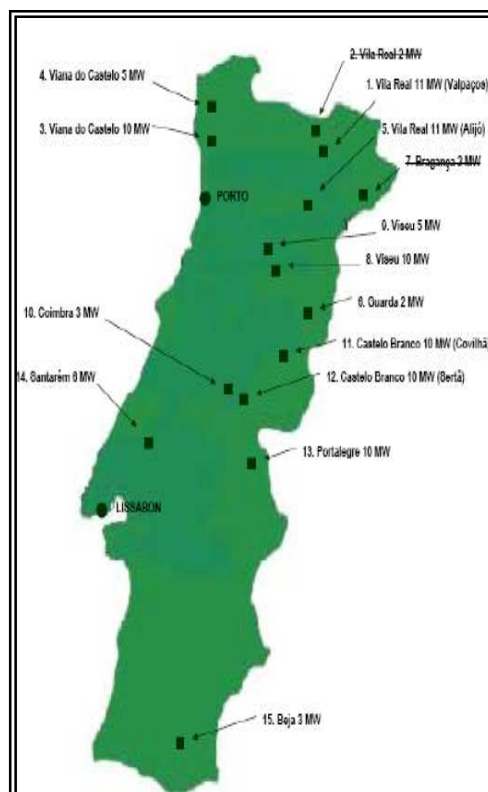 2. Vila Real 2 MW
4. Viana do Castelo 5 MW
1. Vila Real 11 MW (Valpaços)
3. Viana do Castelo 10 MW
5. Vila Real 11 MW (Alijó)
7. Bragança 2 MW
PORTO
9. Viseu 5 MW
8. Viseu 10 MW
6. Guarda 2 MW
10. Coimbra 3 MW
11. Castelo Branco 10 MW (Covilhã)
14. Santarém 6 MW
12. Castelo Branco 10 MW (Sertã)
13. Portalegre 10 MW
LISSABON
15. Beja 3 MW